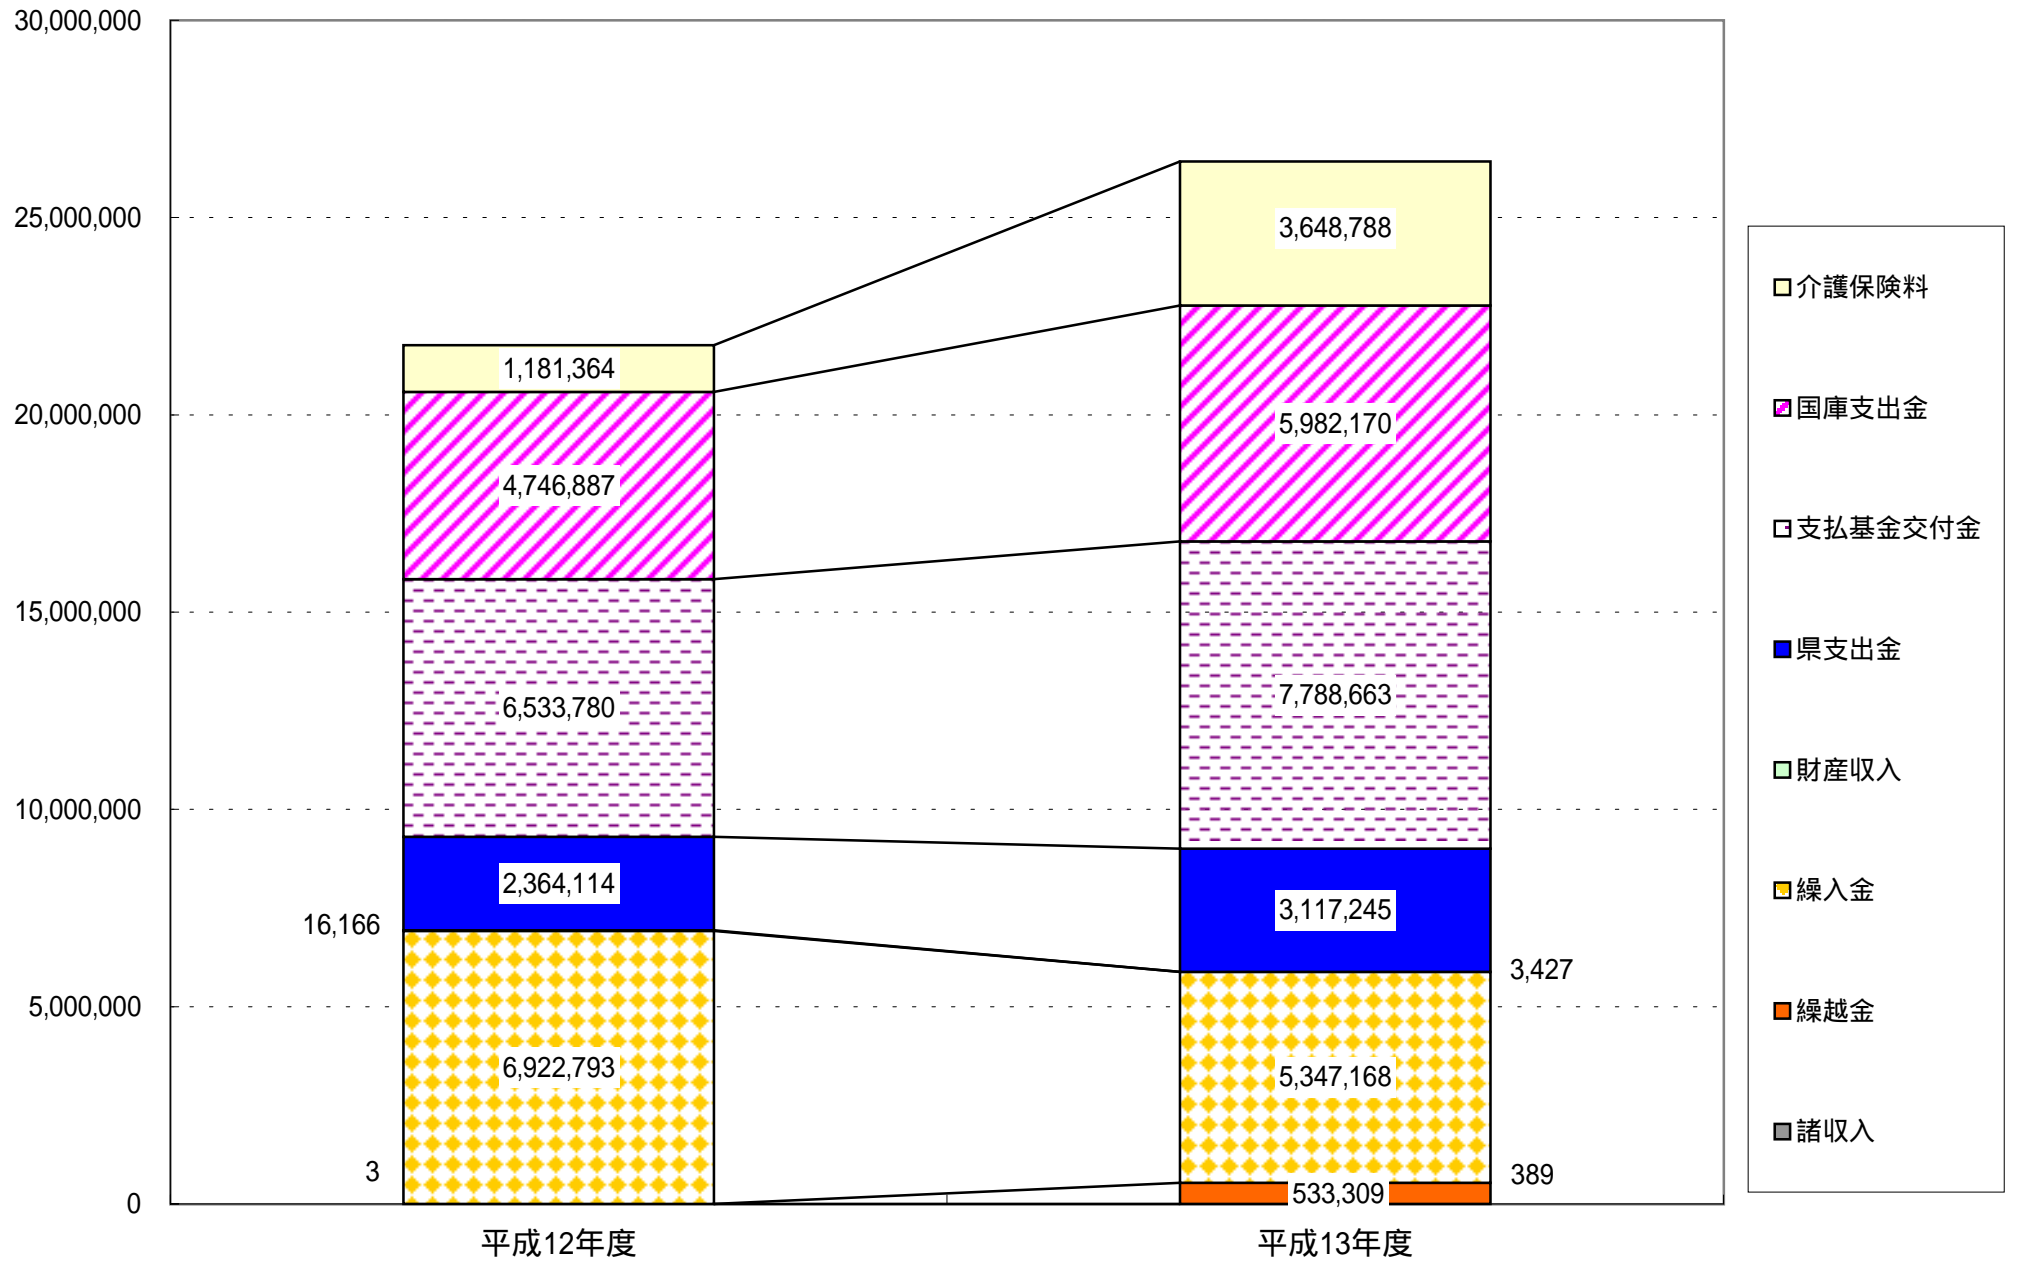 30,000,000
25,000,000
20,000,000
15,000,000
10,000,000
5,000,000
0
1,181,364
4,746,887
6,533,780
2,364,114
16,166
6,922,793
3
3,648,788
5,982,170
7,788,663
3,117,245
3,427
5,347,168
389
533,309
平成12年度
平成13年度
介護保険料
国庫支出金
支払基金交付金
県支出金
財産収入
繰入金
繰越金
諸収入